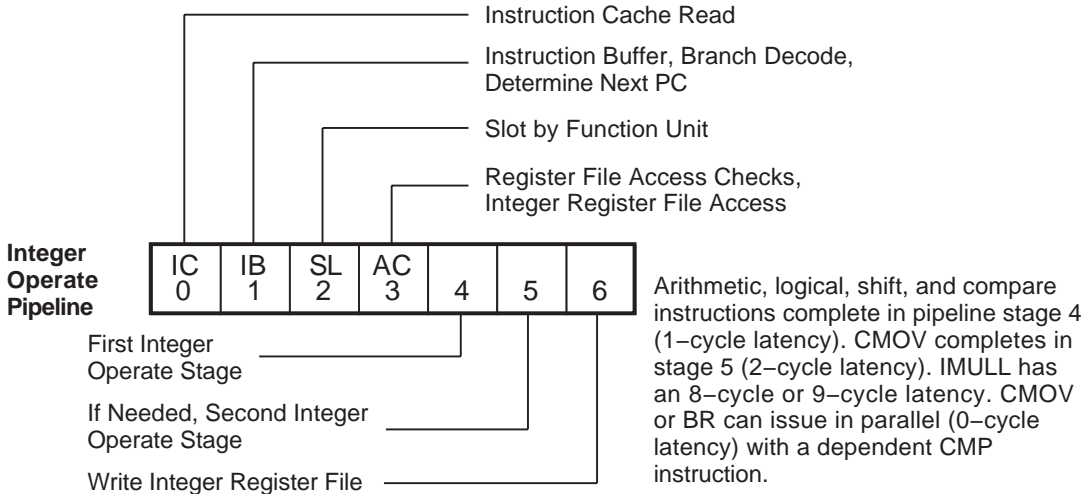 Instruction Cache Read
Instruction Buffer, Branch Decode,
Determine Next PC
Slot by Function Unit
Register File Access Checks,
Integer Register File Access
Integer
Operate
Pipeline
IC IB SL AC
0 1 2 3 4 5 6
First Integer
Operate Stage
If Needed, Second Integer
Operate Stage
Write Integer Register File
Arithmetic, logical, shift, and compare
instructions complete in pipeline stage 4
(1−cycle latency). CMOV completes in
stage 5 (2−cycle latency). IMULL has
an 8−cycle or 9−cycle latency. CMOV
or BR can issue in parallel (0−cycle
latency) with a dependent CMP
instruction.